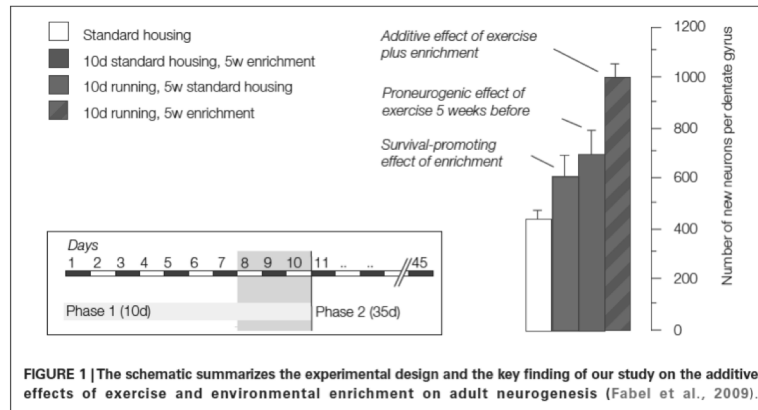 Standard housing
10d standard housing, 5w enrichment
10d running, 5w standard housing
10d running, 5w enrichment
Additive effect of exercise
plus enrichment
Proneurogenic effect of
exercise 5 weeks before
Survival-promoting
effect of enrichment
1200
1000
800
600
400
200
0
Number of new neurons per dentate gyrus
Days
1 2 3 4 5 6 7 8 9 10 11 .. .. 45
Phase 1 (10d) Phase 2 (35d)
FIGURE 1 | The schematic summarizes the experimental design and the key finding of our study on the additive
effects of exercise and environmental enrichment on adult neurogenesis (Fabel et al., 2009).